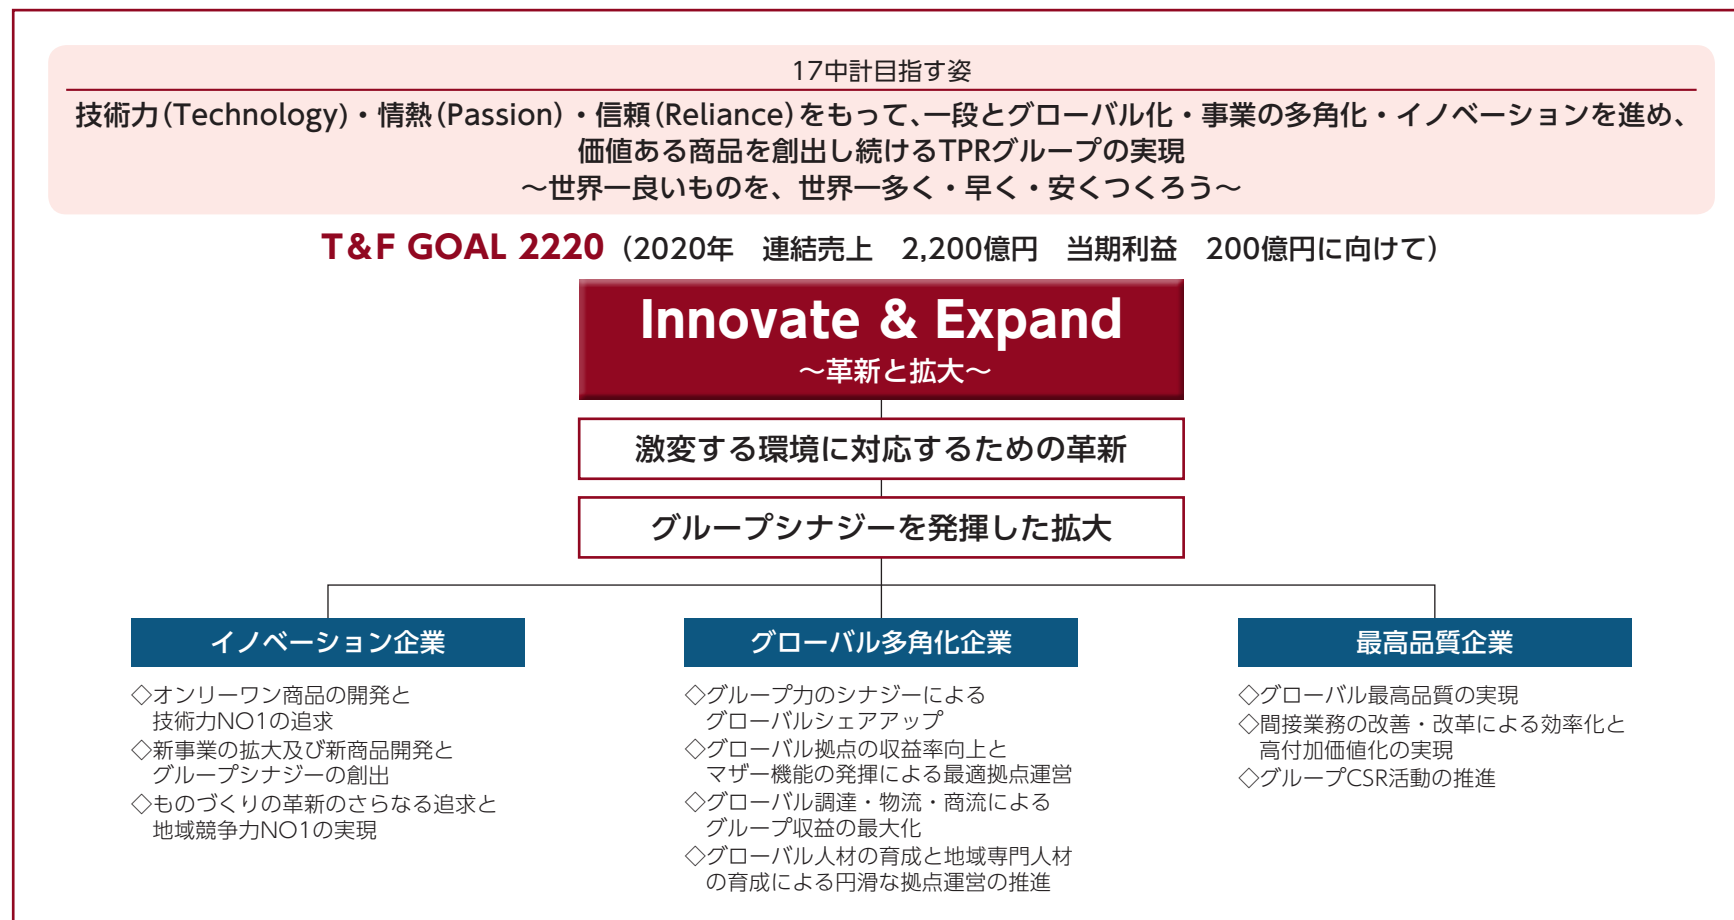 17中計目指す姿
技術力(Technology)・情熱(Passion)・信頼(Reliance)をもって、一段とグローバル化・事業の多角化・イノベーションを進め、
価値ある商品を創出し続けるTPRグループの実現
～世界一良いものを、世界一多く・早く・安くつくろう～
T&F GOAL 2220（2020年　連結売上　2,200億円　当期利益　200億円に向けて）
Innovate & Expand
～革新と拡大～
激変する環境に対応するための革新
グループシナジーを発揮した拡大
イノベーション企業
◇オンリーワン商品の開発と
技術力NO1の追求
◇新事業の拡大及び新商品開発と
グループシナジーの創出
◇ものづくりの革新のさらなる追求と
地域競争力NO1の実現
グローバル多角化企業
◇グループ力のシナジーによる
グローバルシェアアップ
◇グローバル拠点の収益率向上と
マザー機能の発揮による最適拠点運営
◇グローバル調達・物流・商流による
グループ収益の最大化
◇グローバル人材の育成と地域専門人材
の育成による円滑な拠点運営の推進
最高品質企業
◇グローバル最高品質の実現
◇間接業務の改善・改革による効率化と
高付加価値化の実現
◇グループCSR活動の推進